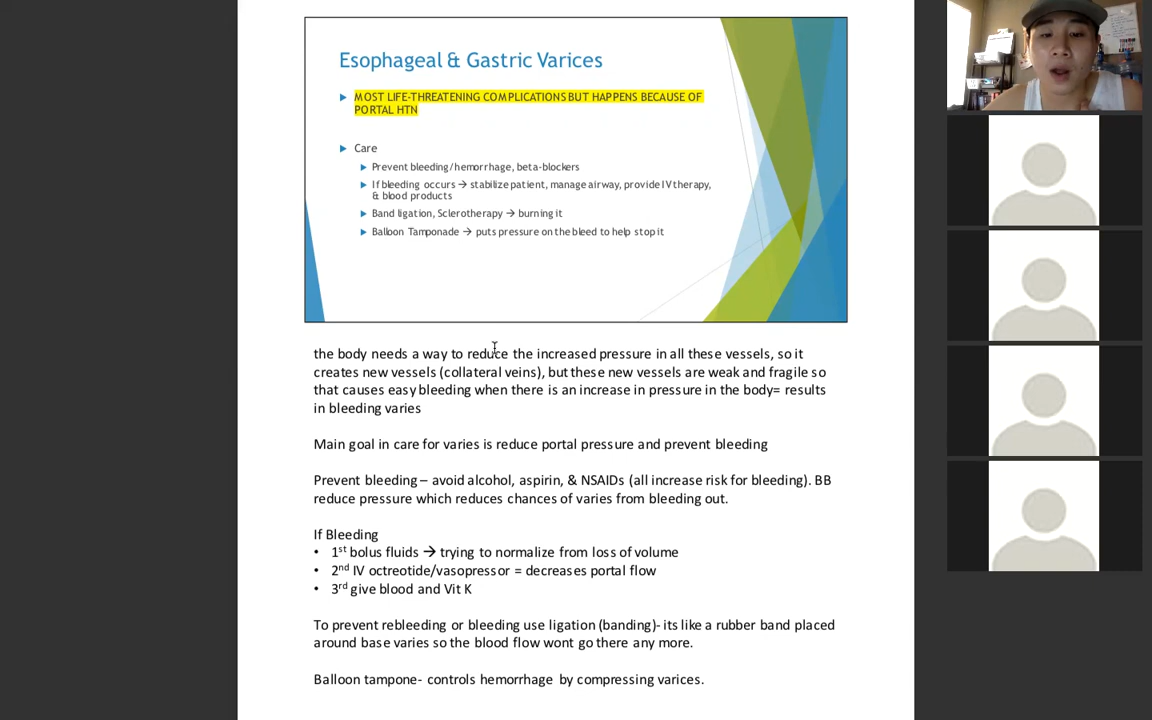 Esophageal & Gastric Varices
MOST LIFE-THREATENING COMPLICATIONS BUT HAPPENS BECAUSE OF
PORTAL HTN
Care
Prevent bleeding/hemorrhage, beta-blockers
If bleeding occurs → stabilize patient, manage airway, provide IV therapy,
& blood products
Band ligation, Sclerotherapy → burning it
Balloon Tamponade → puts pressure on the bleed to help stop it
the body needs a way to reduce the increased pressure in all these vessels, so it
creates new vessels (collateral veins), but these new vessels are weak and fragile so
that causes easy bleeding when there is an increase in pressure in the body= results
in bleeding varies
Main goal in care for varies is reduce portal pressure and prevent bleeding
Prevent bleeding – avoid alcohol, aspirin, & NSAIDs (all increase risk for bleeding). BB
reduce pressure which reduces chances of varies from bleeding out.
If Bleeding
• 1st bolus fluids → trying to normalize from loss of volume
• 2nd IV octreotide/vasopressor = decreases portal flow
• 3rd give blood and Vit K
To prevent rebleeding or bleeding use ligation (banding)- its like a rubber band placed
around base varies so the blood flow wont go there any more.
Balloon tampone- controls hemorrhage by compressing varices.